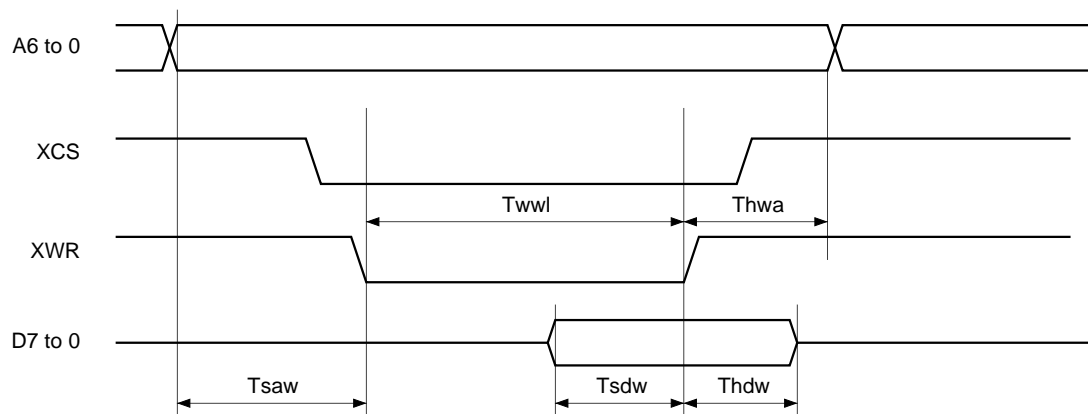 A6 to 0
XCS
Twwl Thwa
XWR
D7 to 0
Tsaw Tsdw Thdw